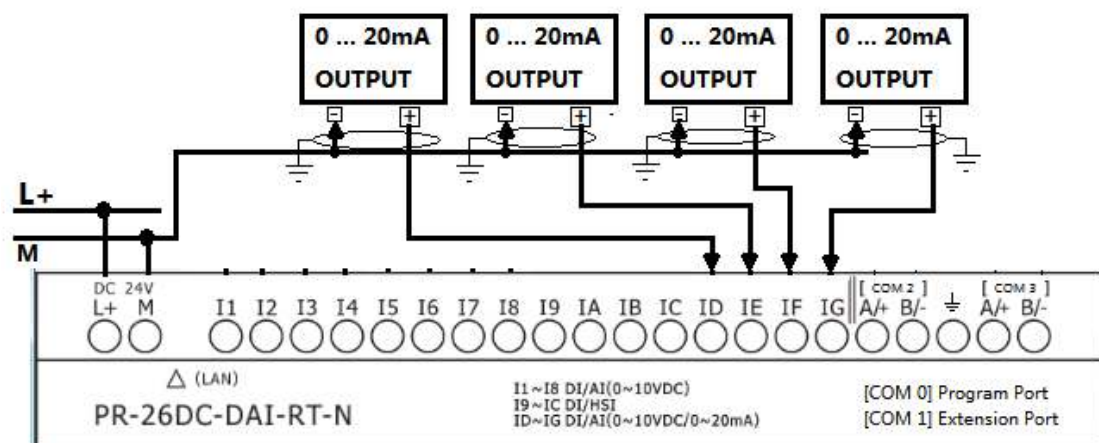 0 ... 20mA
OUTPUT
0 ... 20mA
OUTPUT
0 ... 20mA
OUTPUT
0 ... 20mA
OUTPUT
- + - + - + - +
L+
M
DC 24V
L+ M I1 I2 I3 I4 I5 I6 I7 I8 I9 IA IB IC ID IE IF IG
[ COM 2 ] [ COM 3 ]
A/+ B/- A/+ B/-
(LAN)
PR-26DC-DAI-RT-N
I1~I8 DI/AI(0~10VDC)
I9~IC DI/HSI
ID~IG DI/AI(0~10VDC/0~20mA)
[COM 0] Program Port
[COM 1] Extension Port